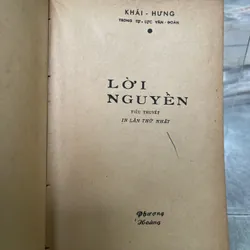 KHÁI - HƯNG
TRONG TỰ - LỰC VĂN - ĐOÀN
LỜI
NGUYỀN
TIỂU THUYẾT
IN LẦN THỨ NHẤT
Phượng
Hoàng